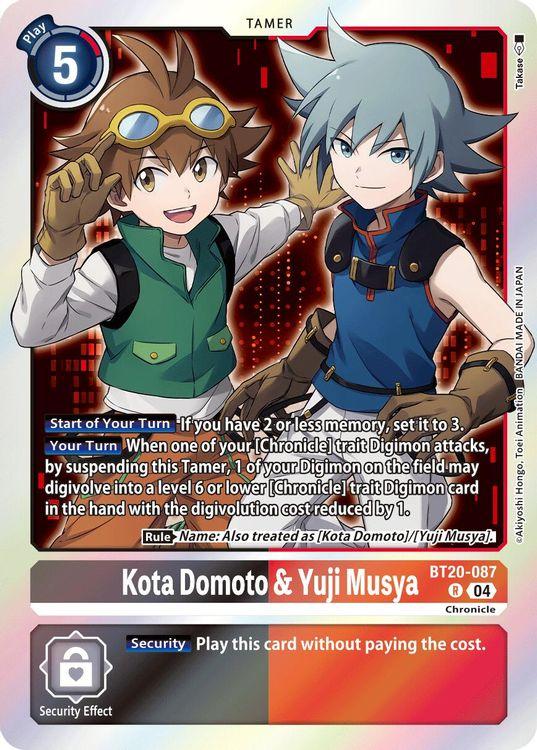 TAMER
Play
5
Takase
Start of Your Turn If you have 2 or less memory, set it to 3.
Your Turn When one of your [Chronicle] trait Digimon attacks,
by suspending this Tamer, 1 of your Digimon on the field may
digivolve into a level 6 or lower [Chronicle] trait Digimon card
in the hand with the digivolution cost reduced by 1.
Rule Name: Also treated as [Kota Domoto]/[Yuji Musya].
©Akiyoshi Hongo, Toei Animation BANDAI MADE IN JAPAN
Kota Domoto & Yuji Musya
BT20-087
R 04
Chronicle
Security Play this card without paying the cost.
Security Effect